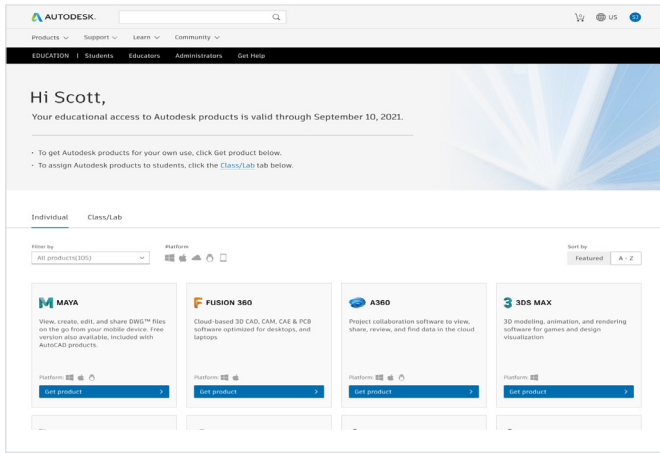 AUTODESK.
US SJ
Products Support Learn Community
EDUCATION | Students Educators Administrators Get Help
Hi Scott,
Your educational access to Autodesk products is valid through September 10, 2021.
• To get Autodesk products for your own use, click Get product below.
• To assign Autodesk products to students, click the Class/Lab tab below.
Individual Class/Lab
Filter by Platform Sort by
All products(105) Featured A - Z
MAYA
View, create, edit, and share DWG™ files
on the go from your mobile device. Free
version also available, included with
AutoCAD products.
Platform:
Get product
FUSION 360
Cloud-based 3D CAD, CAM, CAE & PCB
software optimized for desktops, and
laptops
Platform:
Get product
A360
Project collaboration software to view,
share, review, and find data in the cloud
Platform:
Get product
3DS MAX
3D modeling, animation, and rendering
software for games and design
visualization
Platform:
Get product